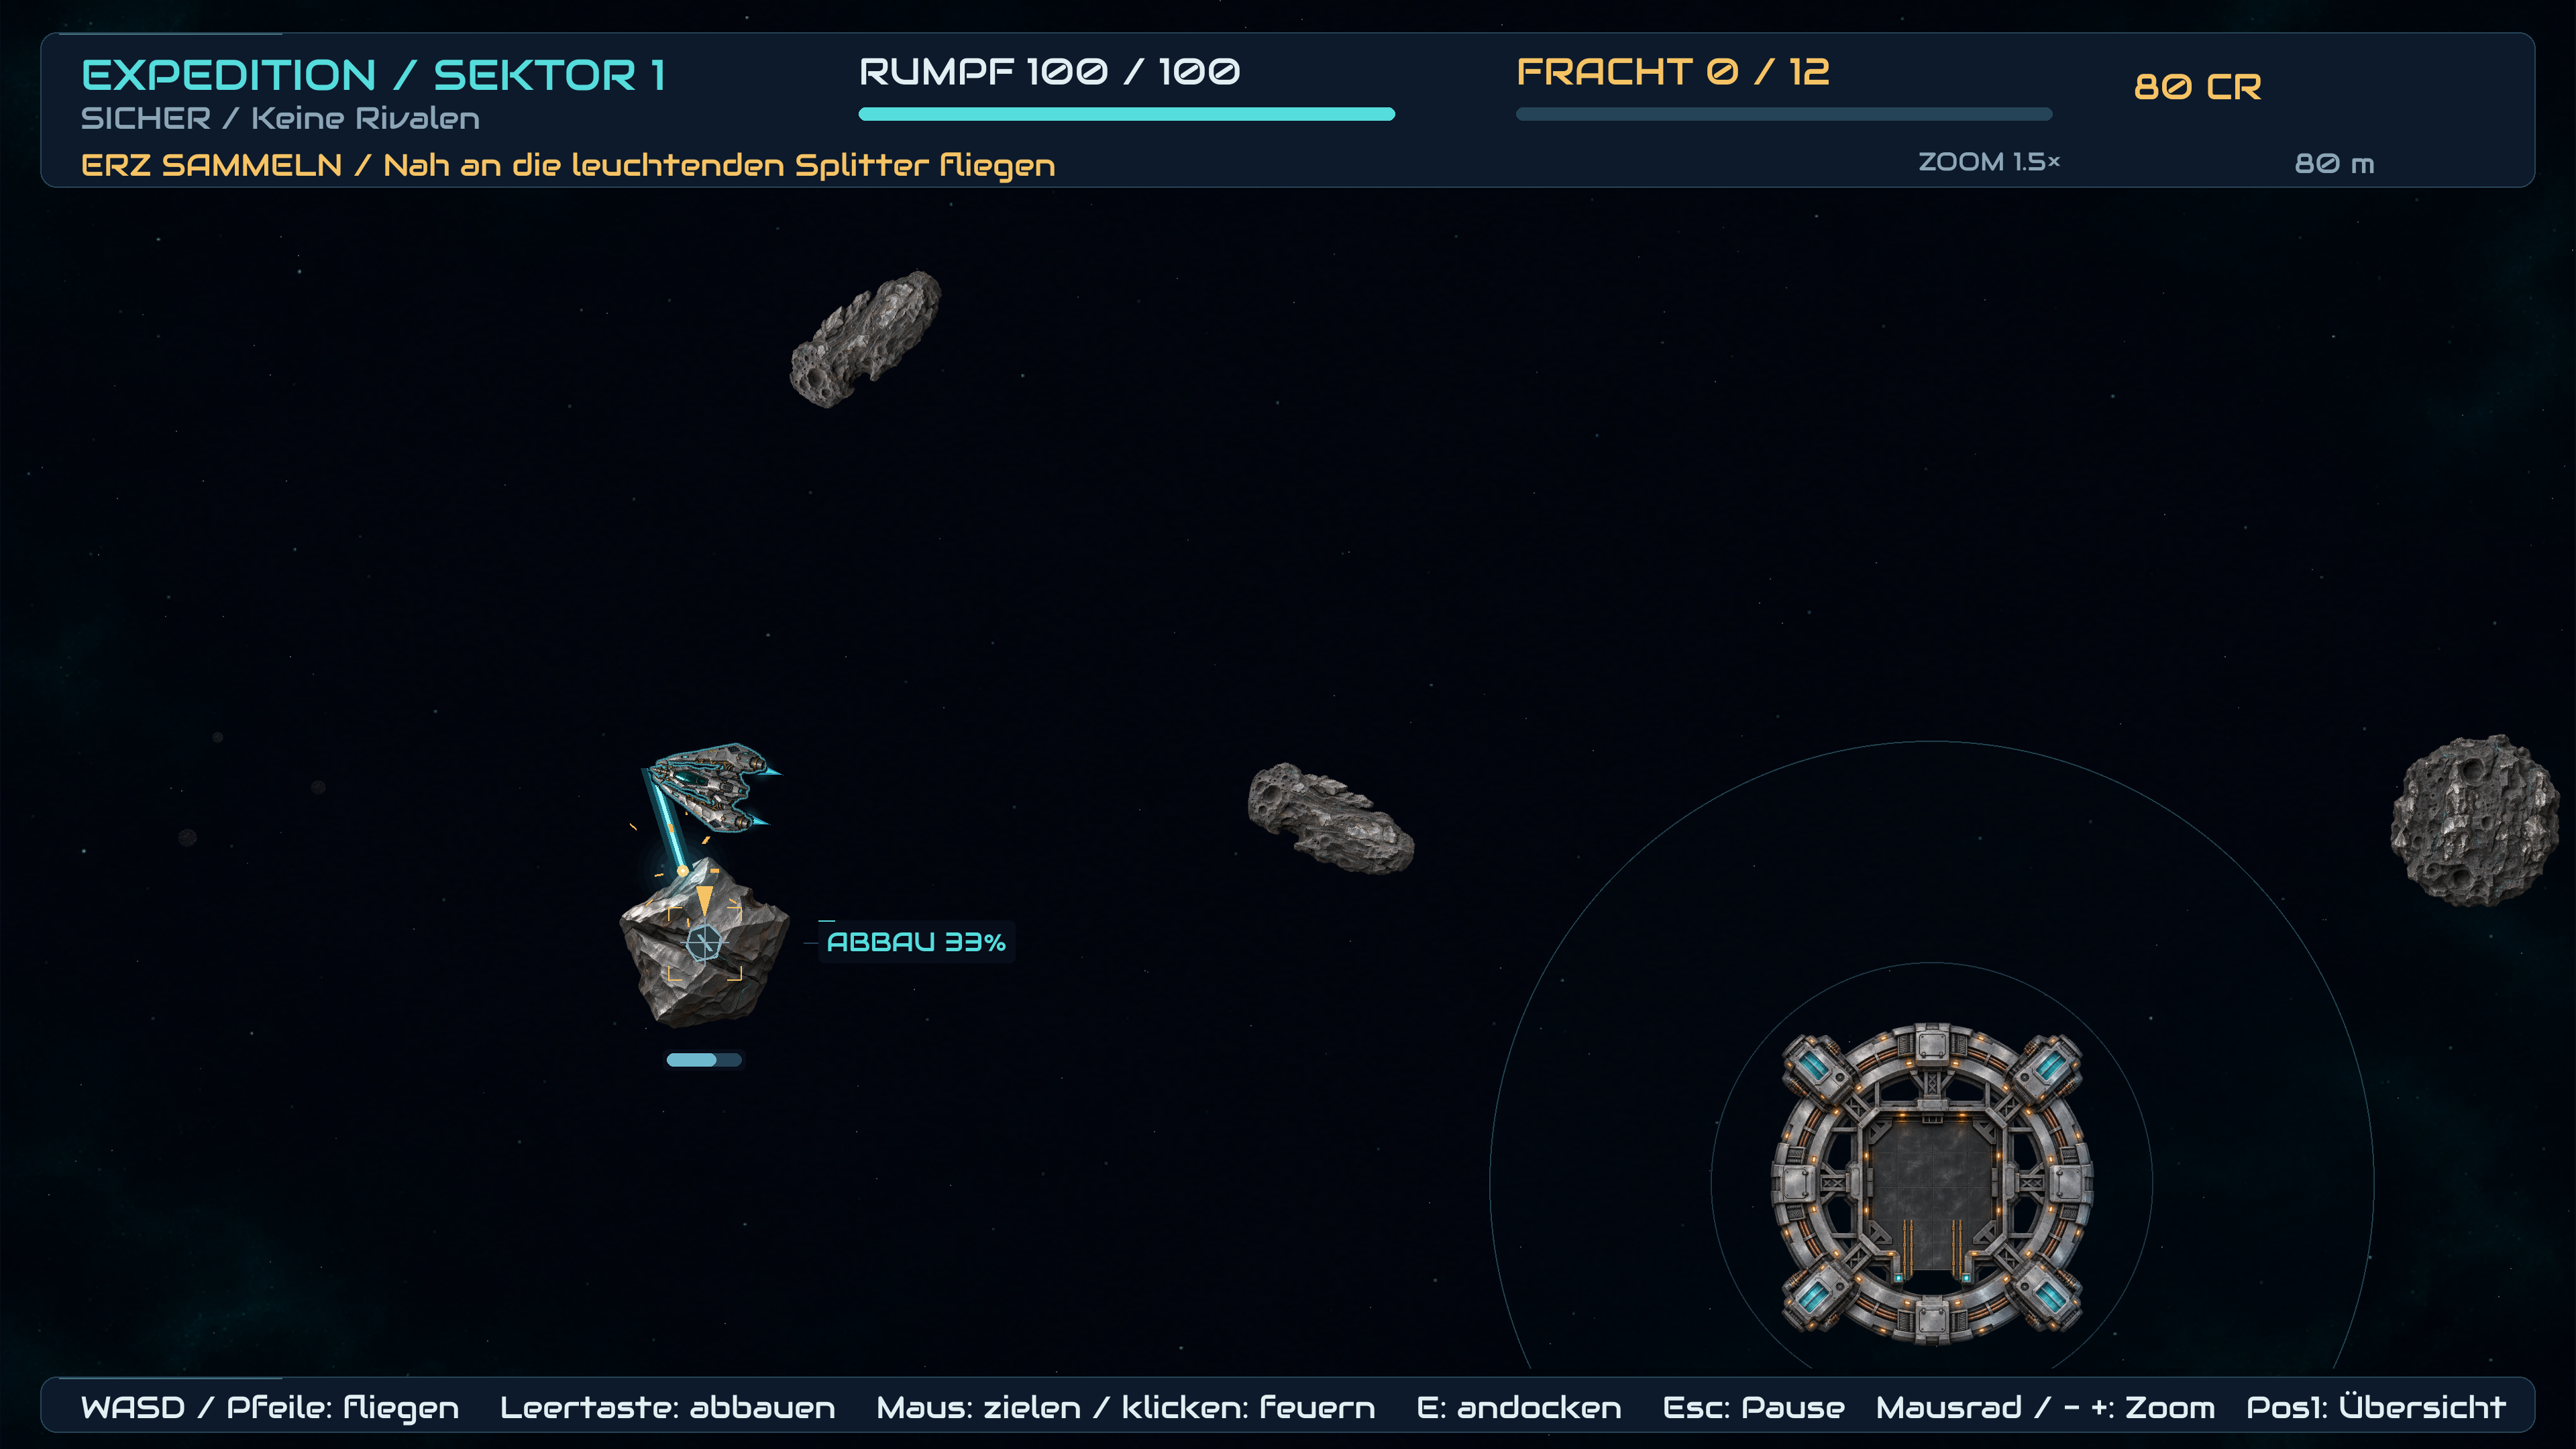 EXPEDITION / SEKTOR 1
SICHER / Keine Rivalen
ERZ SAMMELN / Nah an die leuchtenden Splitter fliegen
RUMPF 100 / 100
FRACHT 0 / 12
80 CR
ZOOM 1.5×
80 m
ABBAU 33%
WASD / Pfeile: fliegen Leertaste: abbauen Maus: zielen / klicken: feuern E: andocken Esc: Pause Mausrad / - +: Zoom Pos1: Übersicht